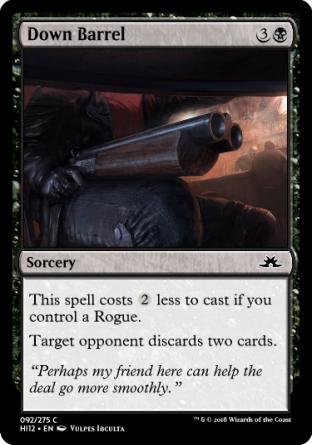 Down Barrel 3
Sorcery
This spell costs 2 less to cast if you
control a Rogue.
Target opponent discards two cards.
“Perhaps my friend here can help the
deal go more smoothly.”
092/275 C
HI12 • EN VULPES IBCULTA
™ & © 2018 Wizards of the Coast